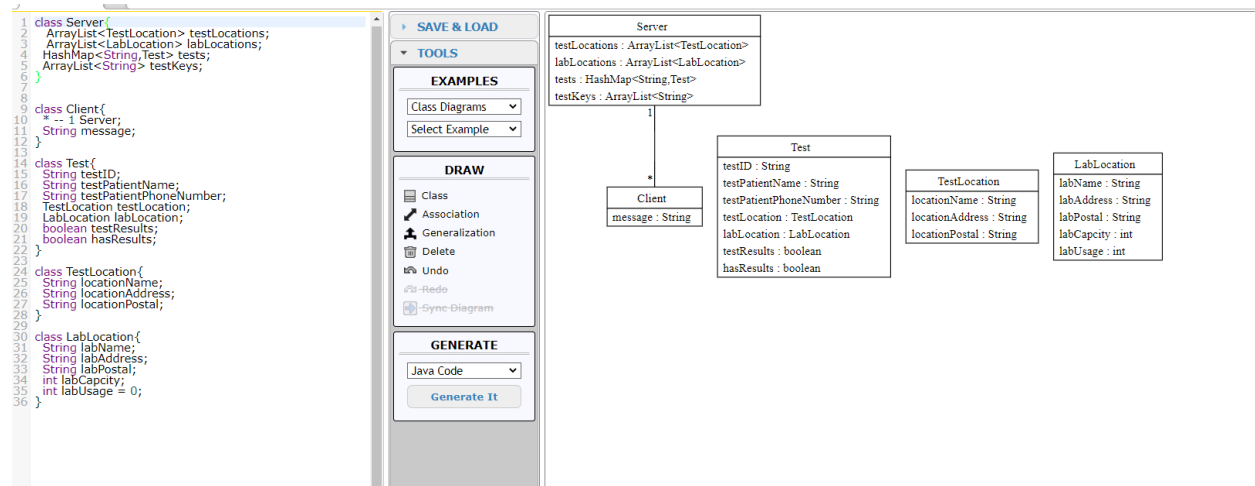 1 class Server{
2 ArrayList<TestLocation> testLocations;
3 ArrayList<LabLocation> labLocations;
4 HashMap<String,Test> tests;
5 ArrayList<String> testKeys;
6 }
7
8
9 class Client{
10 * -- 1 Server;
11 String message;
12 }
13
14 class Test{
15 String testID;
16 String testPatientName;
17 String testPatientPhoneNumber;
18 TestLocation testLocation;
19 LabLocation labLocation;
20 boolean testResults;
21 boolean hasResults;
22 }
23
24 class TestLocation{
25 String locationName;
26 String locationAddress;
27 String locationPostal;
28 }
29
30 class LabLocation{
31 String labName;
32 String labAddress;
33 String labPostal;
34 int labCapcity;
35 int labUsage = 0;
36 }
SAVE & LOAD
TOOLS
EXAMPLES
Class Diagrams
Select Example
DRAW
Class
Association
Generalization
Delete
Undo
Redo
Sync Diagram
GENERATE
Java Code
Generate It
Server
testLocations : ArrayList<TestLocation>
labLocations : ArrayList<LabLocation>
tests : HashMap<String,Test>
testKeys : ArrayList<String>
1
*
Client
message : String
Test
testID : String
testPatientName : String
testPatientPhoneNumber : String
testLocation : TestLocation
labLocation : LabLocation
testResults : boolean
hasResults : boolean
TestLocation
locationName : String
locationAddress : String
locationPostal : String
LabLocation
labName : String
labAddress : String
labPostal : String
labCapcity : int
labUsage : int